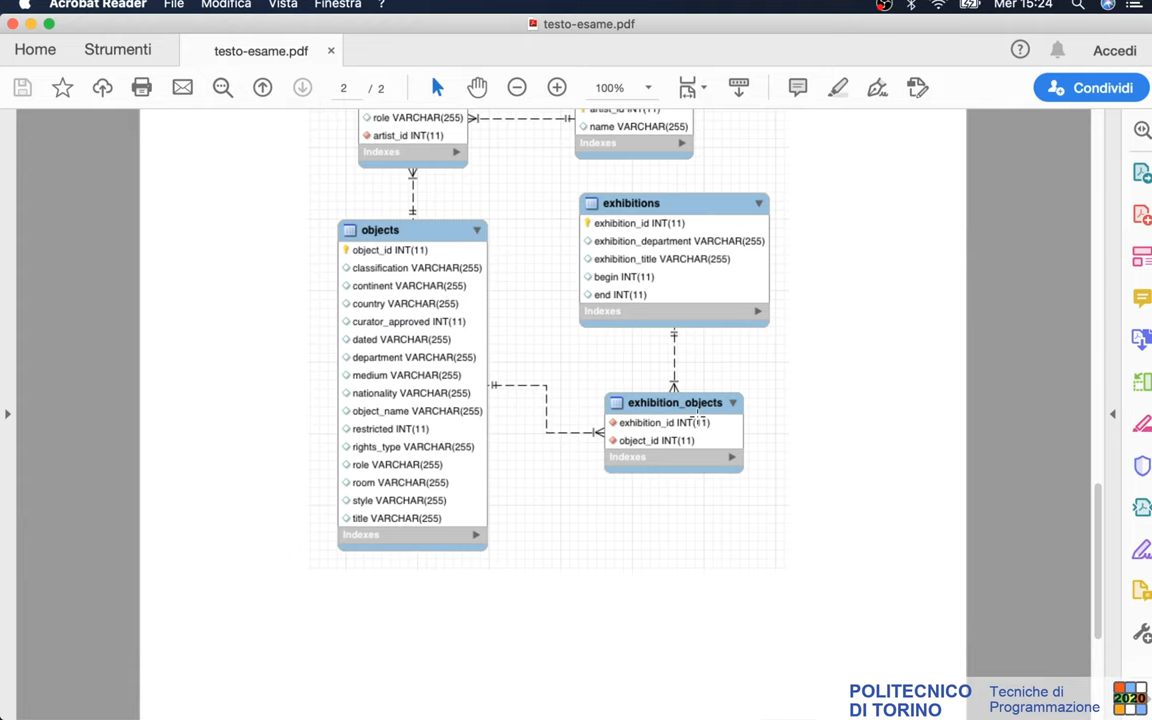 Acrobat Reader File Modifica Vista Finestra ? Mer 15:24
testo-esame.pdf
Home Strumenti testo-esame.pdf × Accedi
2 / 2 100% Condividi
role VARCHAR(255)
artist_id INT(11)
Indexes
artist_id INT(11)
name VARCHAR(255)
Indexes
exhibitions
exhibition_id INT(11)
exhibition_department VARCHAR(255)
exhibition_title VARCHAR(255)
begin INT(11)
end INT(11)
Indexes
objects
object_id INT(11)
classification VARCHAR(255)
continent VARCHAR(255)
country VARCHAR(255)
curator_approved INT(11)
dated VARCHAR(255)
department VARCHAR(255)
medium VARCHAR(255)
nationality VARCHAR(255)
object_name VARCHAR(255)
restricted INT(11)
rights_type VARCHAR(255)
role VARCHAR(255)
room VARCHAR(255)
style VARCHAR(255)
title VARCHAR(255)
Indexes
exhibition_objects
exhibition_id INT(11)
object_id INT(11)
Indexes
POLITECNICO
DI TORINO
Tecniche di
Programmazione
2020